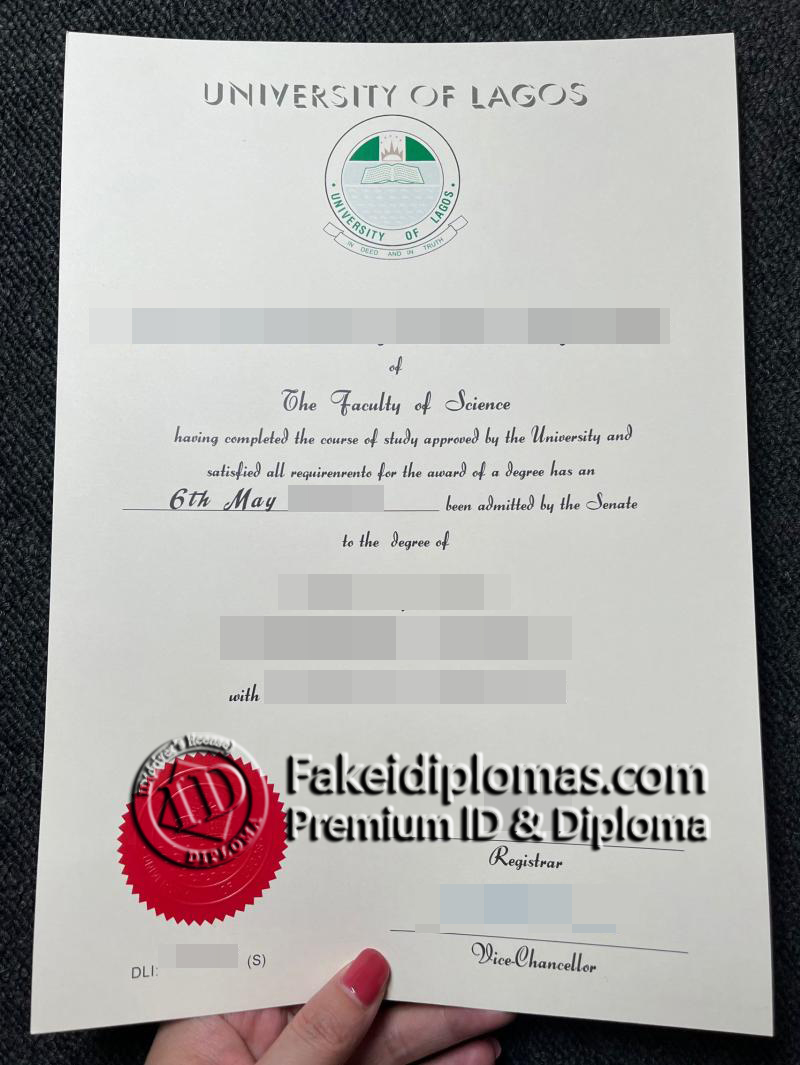 UNIVERSITY OF LAGOS
UNIVERSITY OF LAGOS
IN DEED AND IN TRUTH
of
The Faculty of Science
having completed the course of study approved by the University and
satisfied all requirenrento for the award of a degree has an
6th May been admitted by the Senate
to the degree of
with
DIPLOMA
Fakeidiplomas.com
Premium ID & Diploma
Registrar
Vice-Chancellor
DLI: (S)